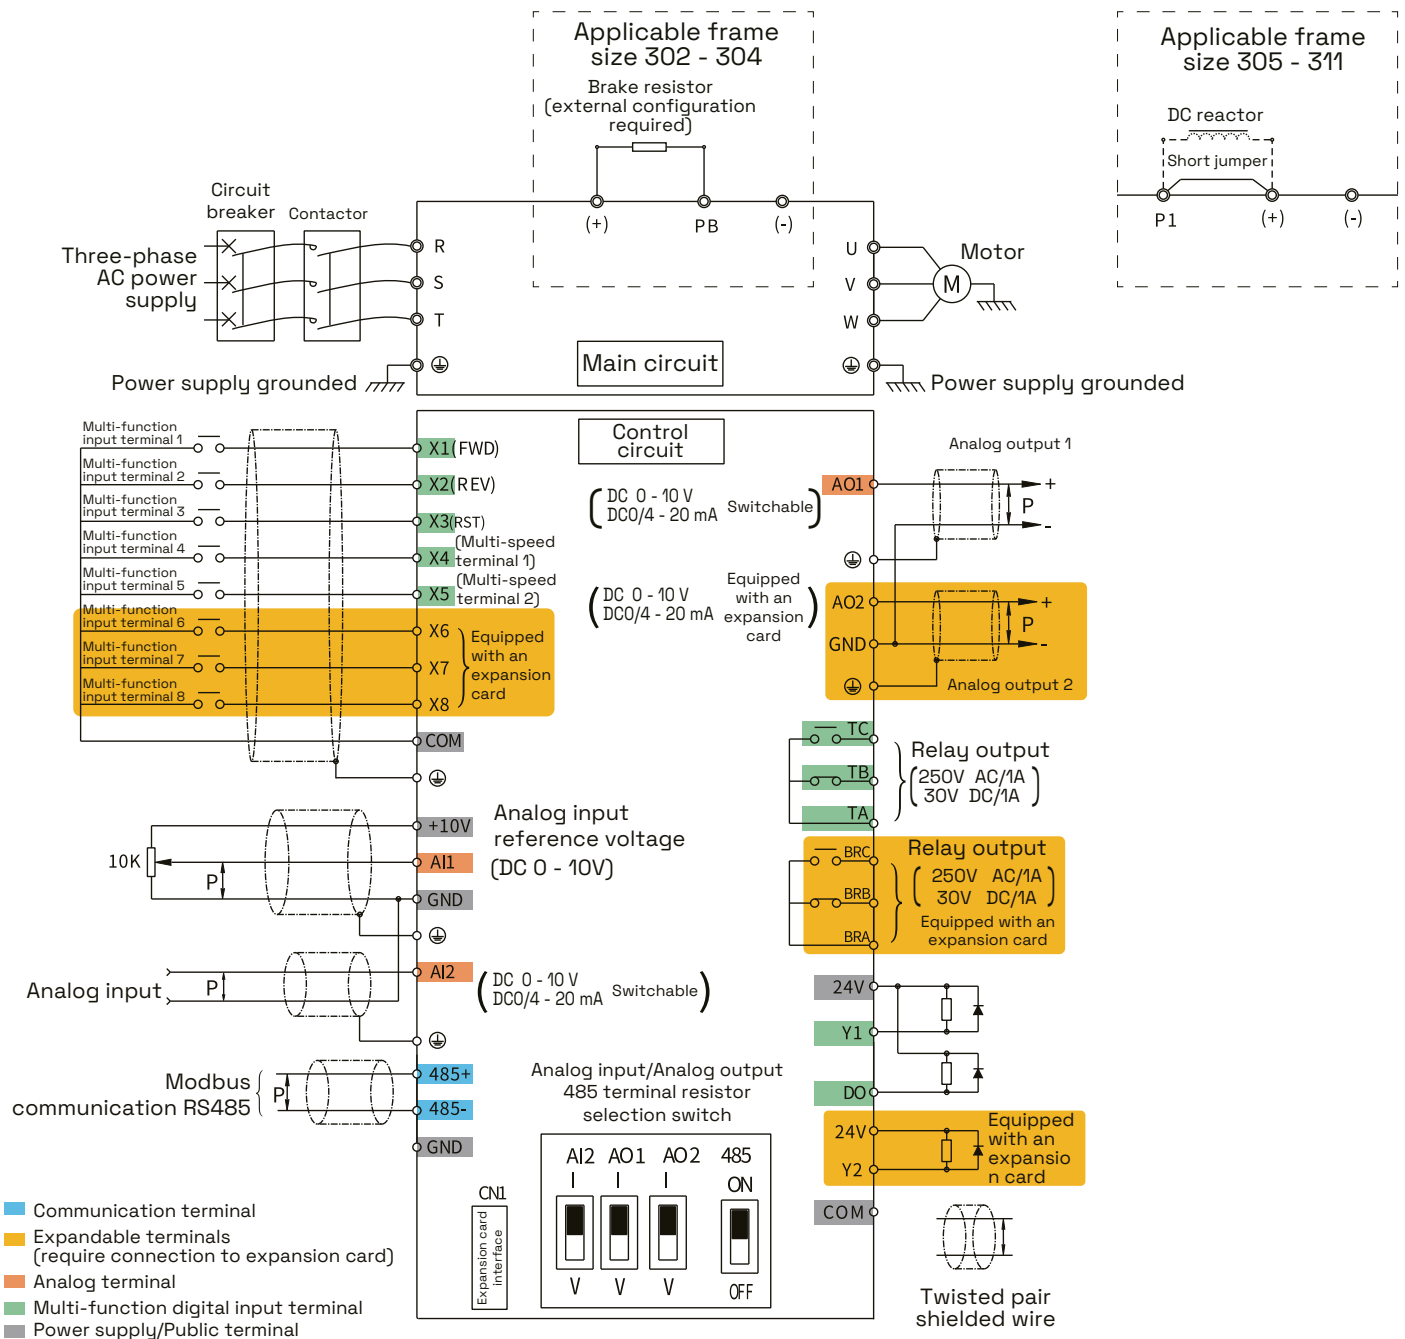 Applicable frame
size 302 - 304
Brake resistor
(external configuration
required)
(+)
PB
(-)
Applicable frame
size 305 - 311
DC reactor
Short jumper
P1
(+)
(-)
Circuit
breaker
Contactor
Three-phase
AC power
supply
R
S
T
U
V
W
Motor
M
Main circuit
Power supply grounded
Power supply grounded
Multi-function
input terminal 1
X1(FWD)
Multi-function
input terminal 2
X2(REV)
Multi-function
input terminal 3
X3(RST)
Multi-function
input terminal 4
X4
(Multi-speed
terminal 1)
Multi-function
input terminal 5
X5
(Multi-speed
terminal 2)
Multi-function
input terminal 6
X6
Multi-function
input terminal 7
X7
Multi-function
input terminal 8
X8
Equipped
with an
expansion
card
COM
Control
circuit
DC 0 - 10 V
DC0/4 - 20 mA
Switchable
AO1
Analog output 1
+
P
-
DC 0 - 10 V
DC0/4 - 20 mA
Equipped
with an
expansion
card
AO2
GND
+
P
-
Analog output 2
TC
TB
TA
Relay output
250V AC/1A
30V DC/1A
BRC
BRB
BRA
Relay output
250V AC/1A
30V DC/1A
Equipped with an
expansion card
10K
P
+10V
AI1
GND
Analog input
reference voltage
(DC 0 - 10V)
Analog input
P
AI2
DC 0 - 10 V
DC0/4 - 20 mA
Switchable
Modbus
communication RS485
P
485+
485-
GND
24V
Y1
DO
24V
Y2
Equipped
with an
expansio
n card
COM
Analog input/Analog output
485 terminal resistor
selection switch
AI2 AO1 AO2 485
I I I ON
V V V OFF
CN1
Expansion card
interface
Twisted pair
shielded wire
Communication terminal
Expandable terminals
(require connection to expansion card)
Analog terminal
Multi-function digital input terminal
Power supply/Public terminal